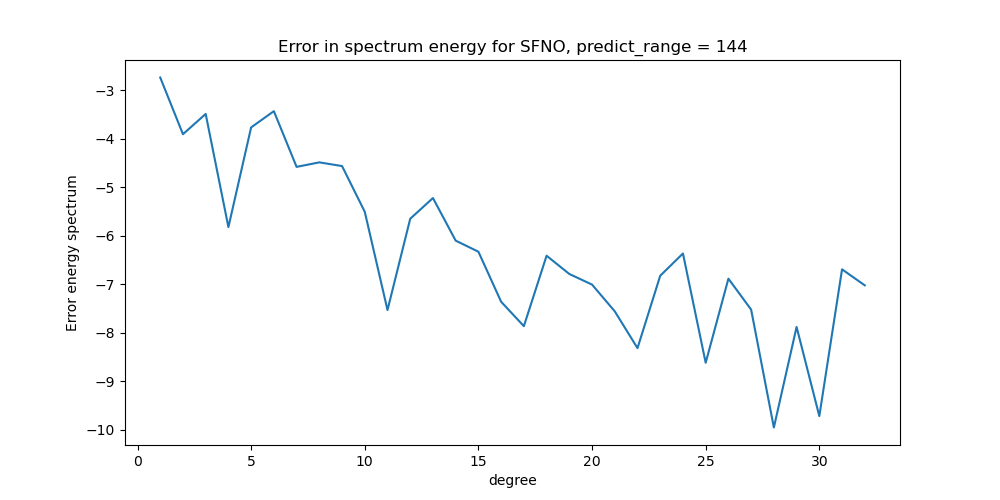 Error in spectrum energy for SFNO, predict_range = 144
−3
−4
−5
−6
−7
−8
−9
−10
Error energy spectrum
0 5 10 15 20 25 30
degree